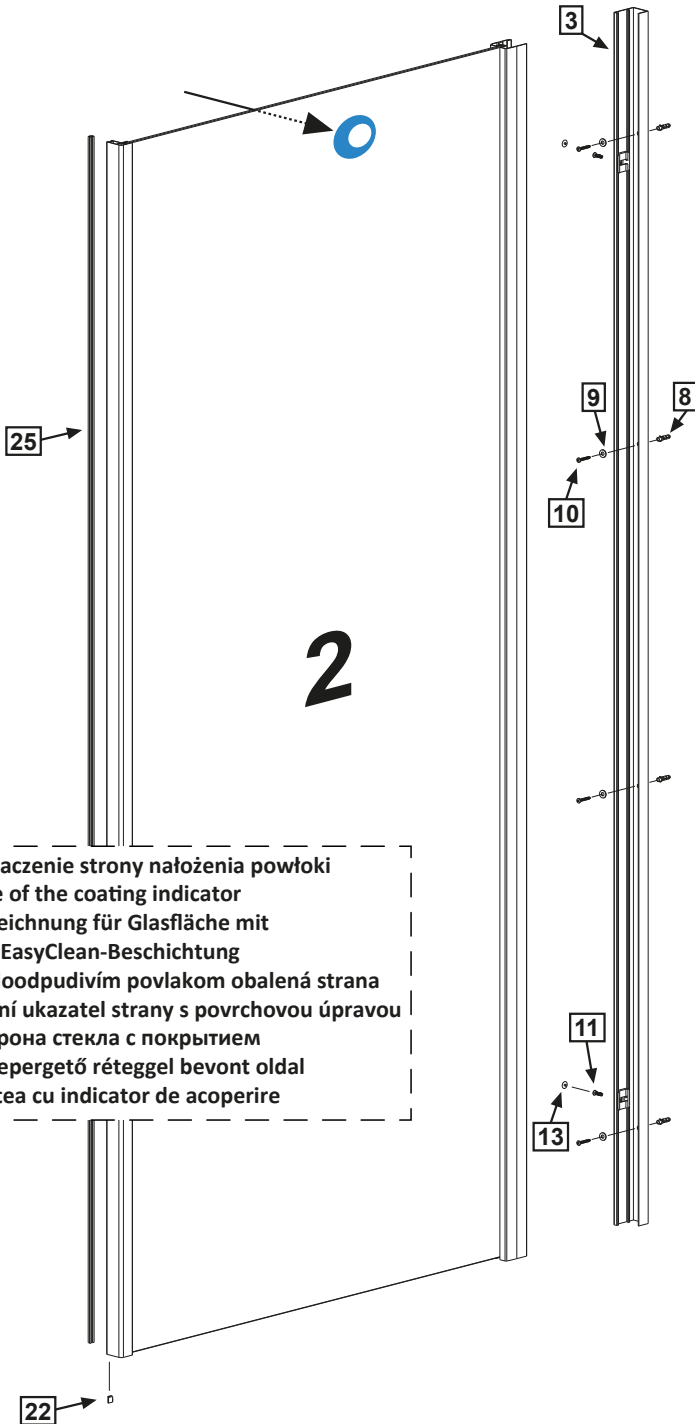 3
9
8
25
10
2
aczenie strony nałożenia powłoki
e of the coating indicator
eichnung für Glasfläche mit
EasyClean-Beschichtung
oodpudivím povlakom obalená strana
ní ukazatel strany s povrchovou úpravou
рона стекла с покрытием
epergető réteggel bevont oldal
cea cu indicator de acoperire
11
13
22